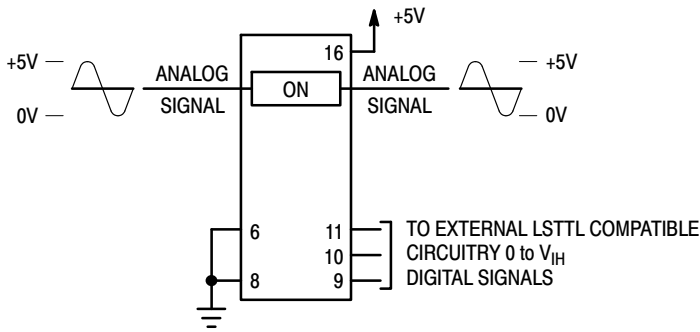 +5V
16
+5V
ANALOG
SIGNAL
0V
ON
ANALOG
SIGNAL
+5V
0V
6
8
11
10
9
TO EXTERNAL LSTTL COMPATIBLE
CIRCUITRY 0 to VIH
DIGITAL SIGNALS